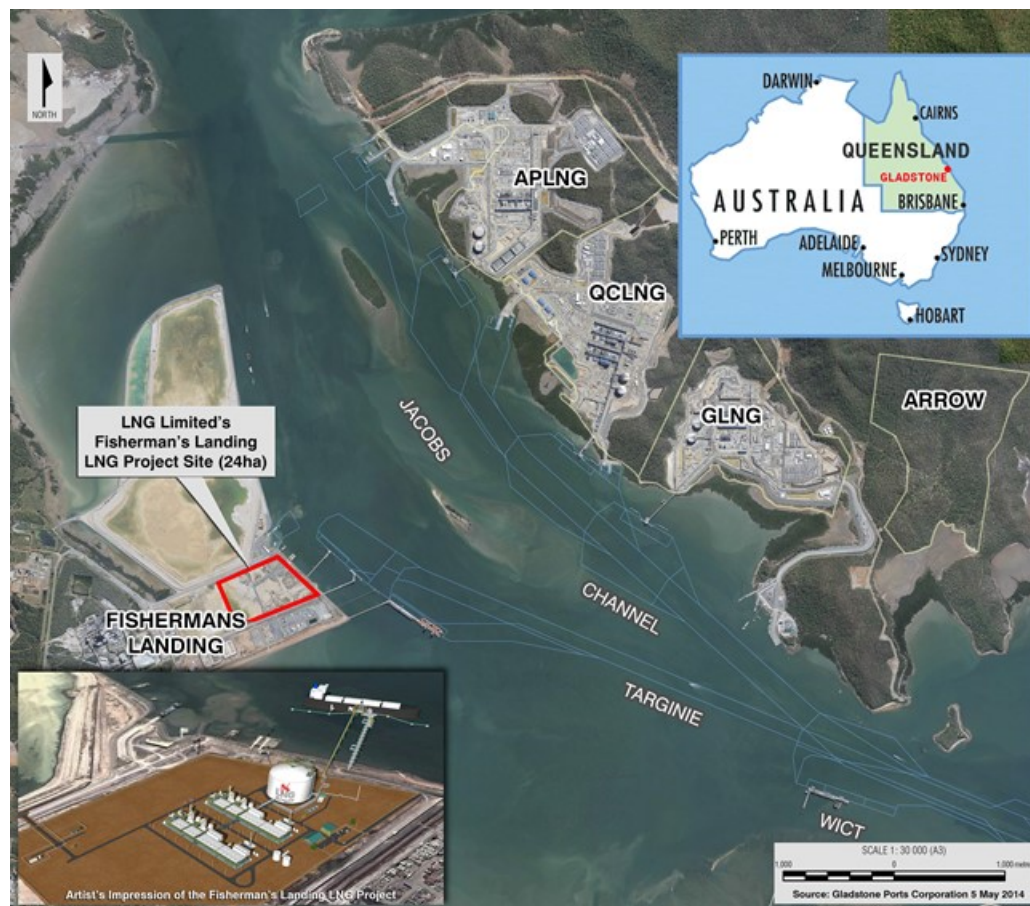 NORTH
DARWIN
CAIRNS
QUEENSLAND
GLADSTONE
AUSTRALIA
BRISBANE
PERTH
ADELAIDE
SYDNEY
MELBOURNE
HOBART
APLNG
QCLNG
GLNG
ARROW
JACOBS
LNG Limited's
Fisherman's Landing
LNG Project Site (24ha)
FISHERMANS
LANDING
CHANNEL
TARGINIE
WICT
Artist's Impression of the Fisherman's Landing LNG Project
SCALE 1: 30 000 (A3)
1,000 0 1,000 metre
Source: Gladstone Ports Corporation 5 May 2014